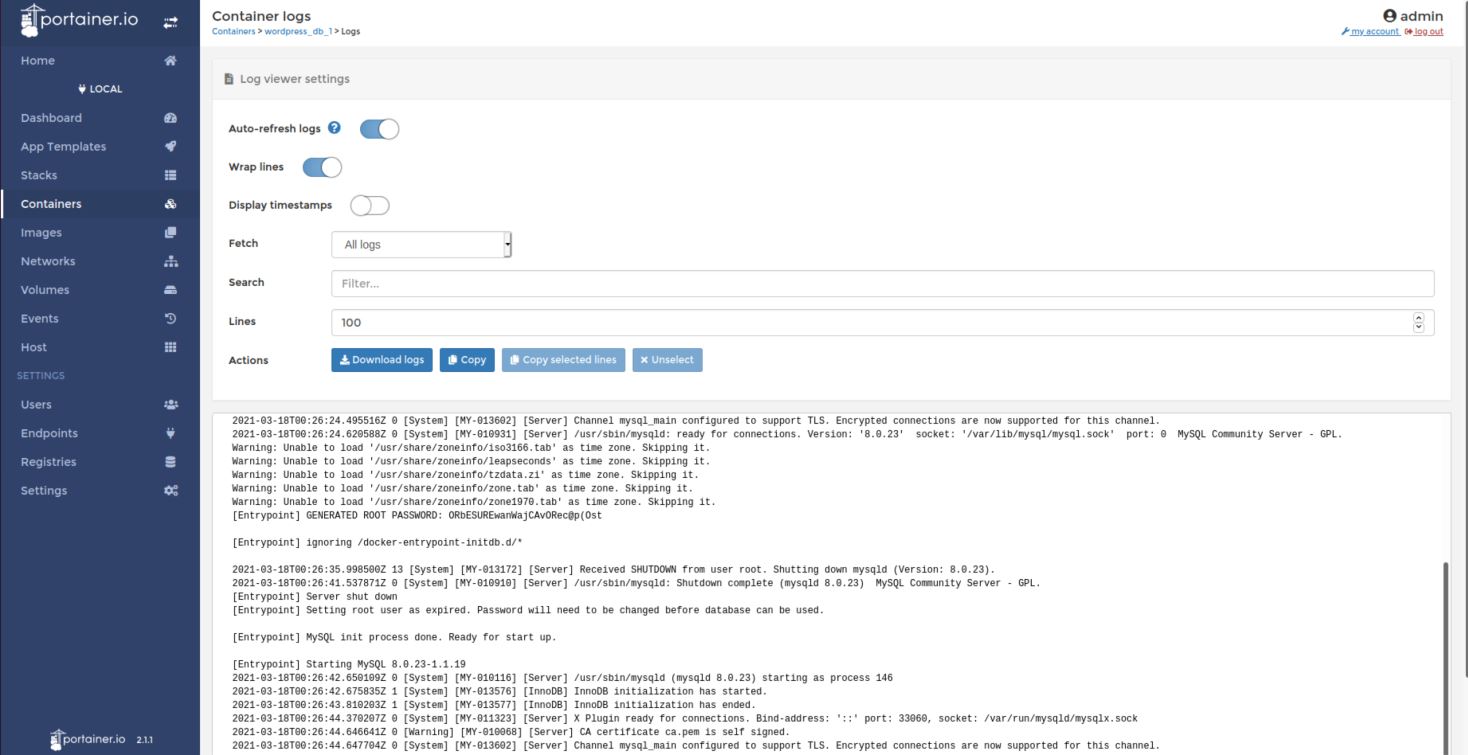 portainer.io
Home
LOCAL
Dashboard
App Templates
Stacks
Containers
Images
Networks
Volumes
Events
Host
SETTINGS
Users
Endpoints
Registries
Settings
portainer.io 2.1.1
Container logs
Containers > wordpress_db_1 > Logs
admin
my account log out
Log viewer settings
Auto-refresh logs ?
Wrap lines
Display timestamps
Fetch All logs
Search Filter...
Lines 100
Actions Download logs Copy Copy selected lines Unselect
2021-03-18T00:26:24.495516Z 0 [System] [MY-013602] [Server] Channel mysql_main configured to support TLS. Encrypted connections are now supported for this channel.
2021-03-18T00:26:24.620588Z 0 [System] [MY-010931] [Server] /usr/sbin/mysqld: ready for connections. Version: '8.0.23'  socket: '/var/lib/mysql/mysql.sock'  port: 0  MySQL Community Server - GPL.
Warning: Unable to load '/usr/share/zoneinfo/iso3166.tab' as time zone. Skipping it.
Warning: Unable to load '/usr/share/zoneinfo/leapseconds' as time zone. Skipping it.
Warning: Unable to load '/usr/share/zoneinfo/tzdata.zi' as time zone. Skipping it.
Warning: Unable to load '/usr/share/zoneinfo/zone.tab' as time zone. Skipping it.
Warning: Unable to load '/usr/share/zoneinfo/zone1970.tab' as time zone. Skipping it.
[Entrypoint] GENERATED ROOT PASSWORD: ORbESUREwanWajCAvORec@p(Ost
[Entrypoint] ignoring /docker-entrypoint-initdb.d/*
2021-03-18T00:26:35.998500Z 13 [System] [MY-013172] [Server] Received SHUTDOWN from user root. Shutting down mysqld (Version: 8.0.23).
2021-03-18T00:26:41.537871Z 0 [System] [MY-010910] [Server] /usr/sbin/mysqld: Shutdown complete (mysqld 8.0.23)  MySQL Community Server - GPL.
[Entrypoint] Server shut down
[Entrypoint] Setting root user as expired. Password will need to be changed before database can be used.
[Entrypoint] MySQL init process done. Ready for start up.
[Entrypoint] Starting MySQL 8.0.23-1.1.19
2021-03-18T00:26:42.650109Z 0 [System] [MY-010116] [Server] /usr/sbin/mysqld (mysqld 8.0.23) starting as process 146
2021-03-18T00:26:42.675835Z 1 [System] [MY-013576] [InnoDB] InnoDB initialization has started.
2021-03-18T00:26:43.810203Z 1 [System] [MY-013577] [InnoDB] InnoDB initialization has ended.
2021-03-18T00:26:44.370207Z 0 [System] [MY-011323] [Server] X Plugin ready for connections. Bind-address: '::' port: 33060, socket: /var/run/mysqld/mysqlx.sock
2021-03-18T00:26:44.646641Z 0 [Warning] [MY-010068] [Server] CA certificate ca.pem is self signed.
2021-03-18T00:26:44.647704Z 0 [System] [MY-013602] [Server] Channel mysql_main configured to support TLS. Encrypted connections are now supported for this channel.